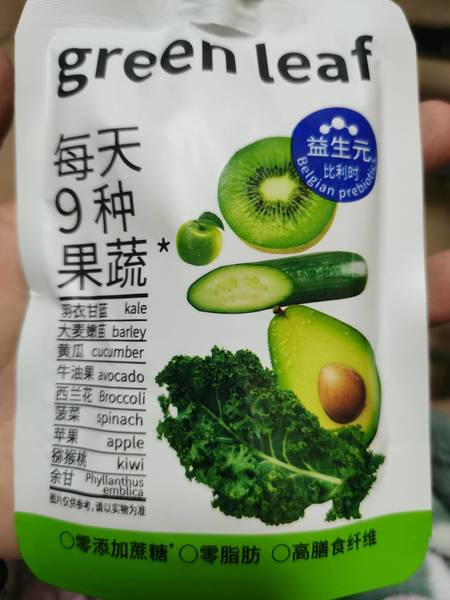 green leaf
每天
9种
果蔬*
益生元
比利时
Belgian prebiotics
羽衣甘蓝 kale
大麦嫩苗 barley
黄瓜 cucumber
牛油果 avocado
西兰花 Broccoli
菠菜 spinach
苹果 apple
猕猴桃 kiwi
余甘 Phyllanthus
emblica
图片仅供参考,请以实物为准
○零添加蔗糖* ○零脂肪 ○高膳食纤维